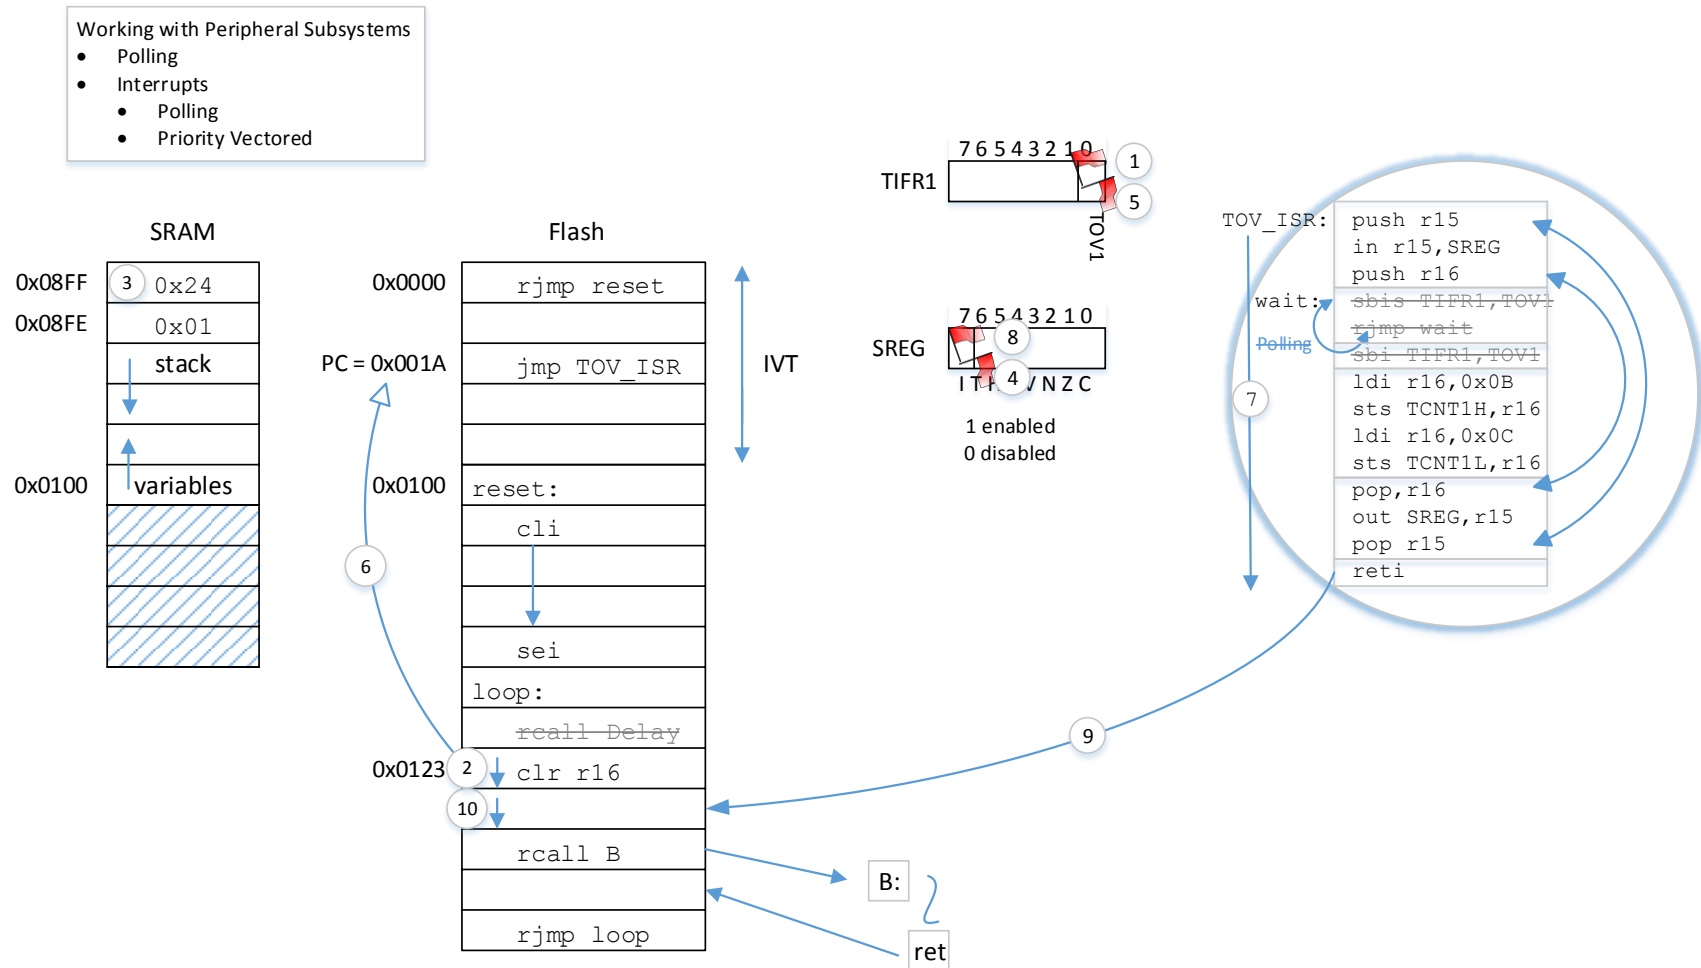 Working with Peripheral Subsystems
• Polling
• Interrupts
• Polling
• Priority Vectored
7 6 5 4 3 2 1 0
1
TIFR1
5
TOV1
SRAM
0x08FF
3
0x24
0x08FE
0x01
stack
0x0100
variables
Flash
0x0000
rjmp reset
PC = 0x001A
jmp TOV_ISR
IVT
0x0100
reset:
cli
6
sei
loop:
rcall Delay
0x0123
2
clr r16
10
rcall B
rjmp loop
7 6 5 4 3 2 1 0
8
SREG
4
I T H V N Z C
1 enabled
0 disabled
TOV_ISR:
push r15
in r15,SREG
push r16
wait:
sbis TIFR1,TOV1
rjmp wait
Polling
sbi TIFR1,TOV1
ldi r16,0x0B
7
sts TCNT1H,r16
ldi r16,0x0C
sts TCNT1L,r16
pop,r16
out SREG,r15
pop r15
reti
9
B:
ret